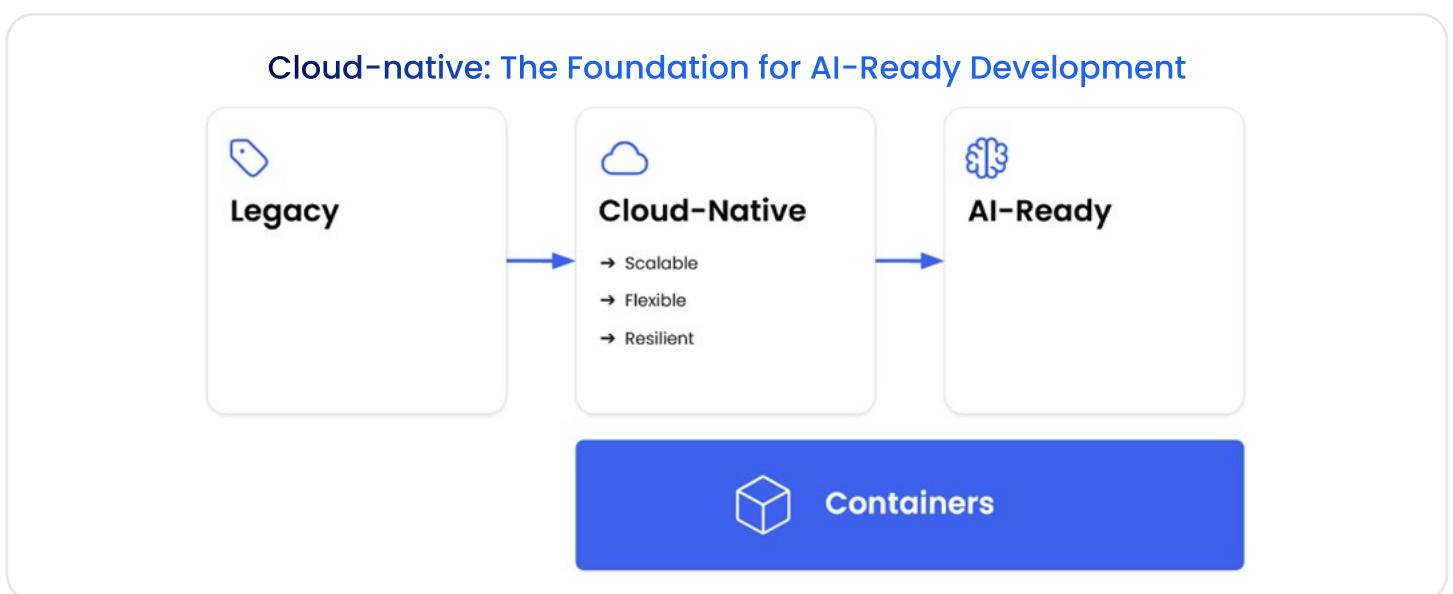 Cloud-native: The Foundation for AI-Ready Development
Legacy
Cloud-Native
➔ Scalable
➔ Flexible
➔ Resilient
AI-Ready
Containers